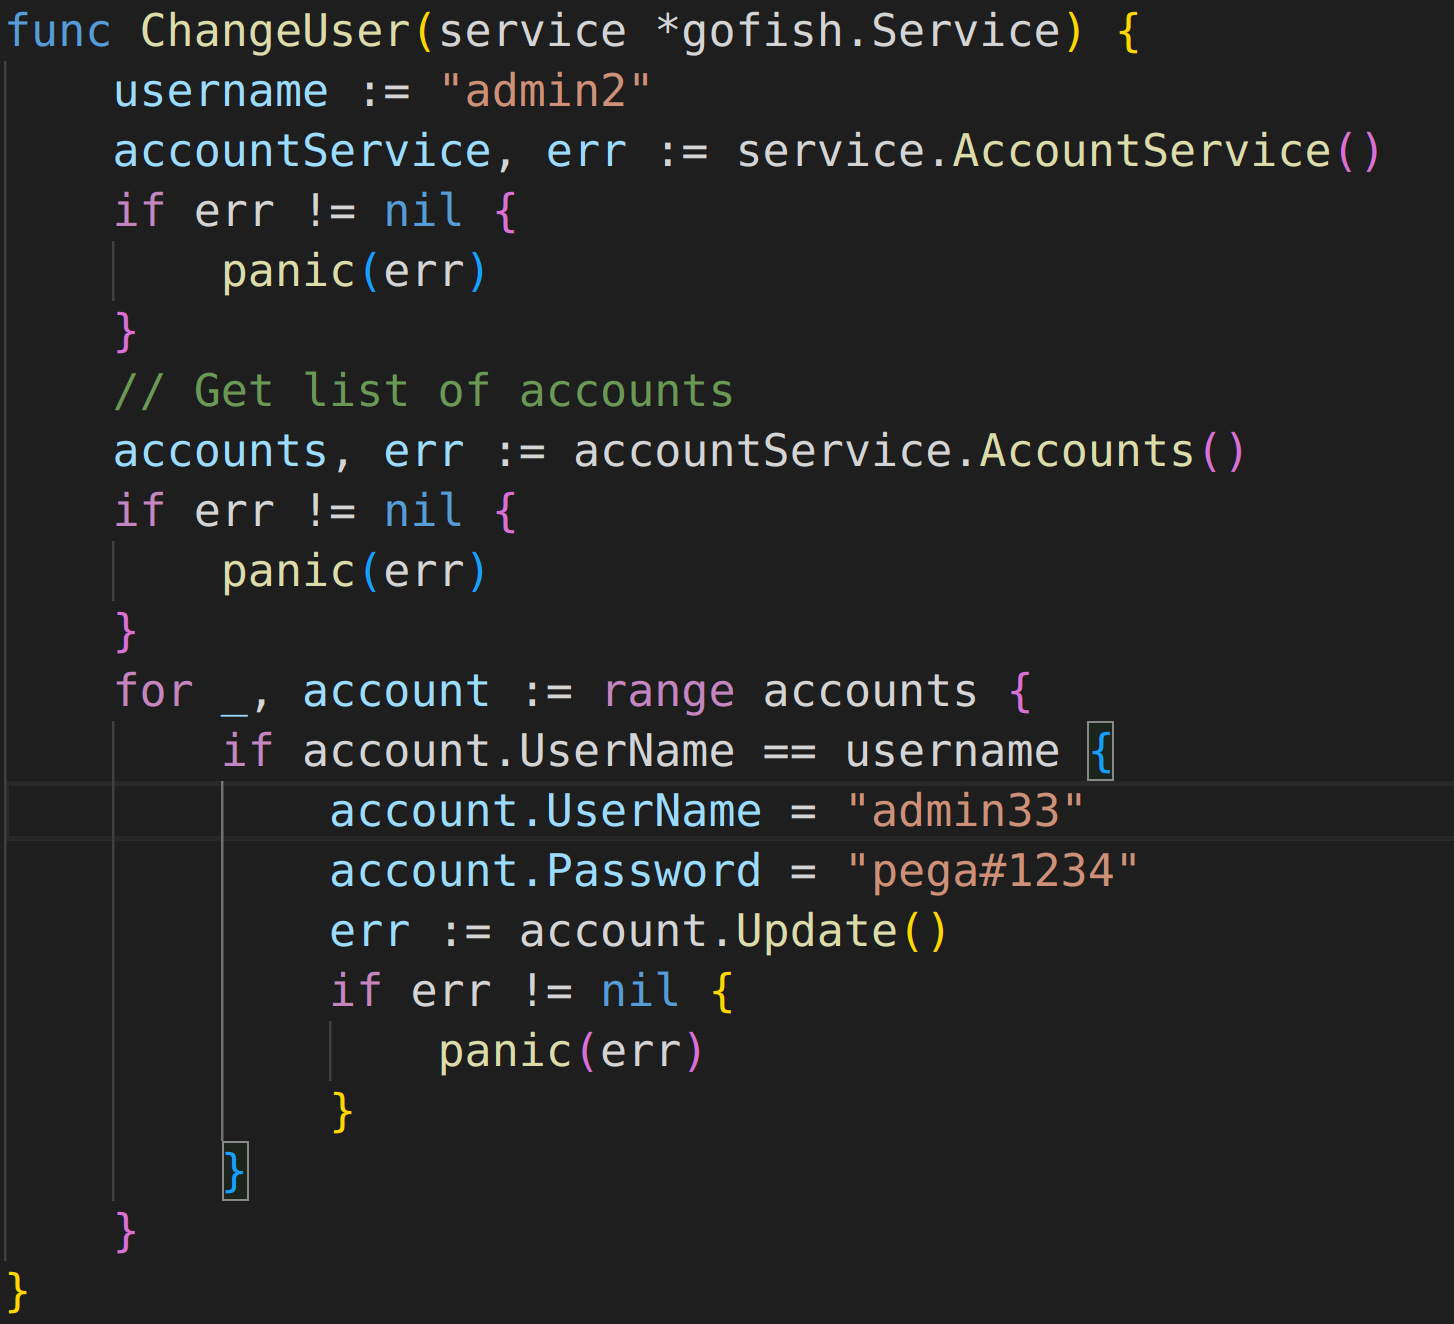 func ChangeUser(service *gofish.Service) {
    username := "admin2"
    accountService, err := service.AccountService()
    if err != nil {
        panic(err)
    }
    // Get list of accounts
    accounts, err := accountService.Accounts()
    if err != nil {
        panic(err)
    }
    for _, account := range accounts {
        if account.UserName == username {
            account.UserName = "admin33"
            account.Password = "pega#1234"
            err := account.Update()
            if err != nil {
                panic(err)
            }
        }
    }
}